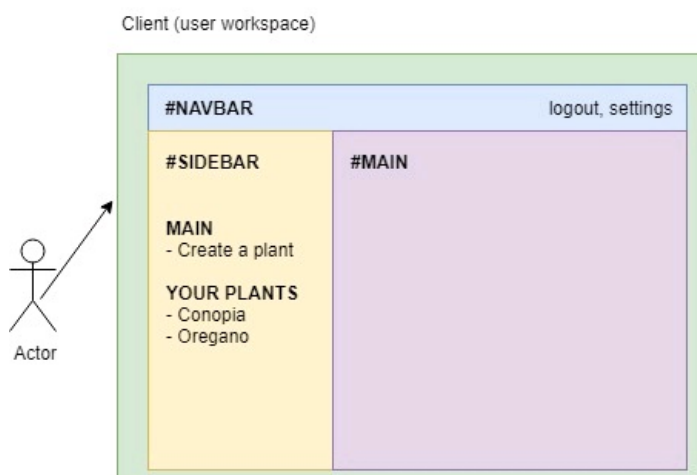 Client (user workspace)
#NAVBAR logout, settings
#SIDEBAR
#MAIN
MAIN
- Create a plant
YOUR PLANTS
- Conopia
- Oregano
Actor